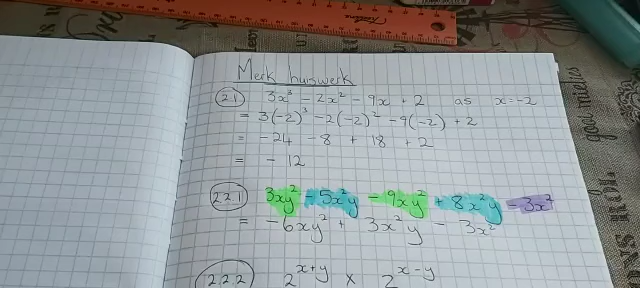 Merk huiswerk
2.1 3x³ - 2x² - 9x + 2 as x = -2
= 3(-2)³ - 2(-2)² - 9(-2) + 2
= -24 - 8 + 18 + 2
= -12
2.2.1 3xy² - 5x²y - 9xy² + 8x²y - 3x²
= -6xy² + 3x²y - 3x²
2.2.2 2^(x+y) × 2^(x-y)
good mielies